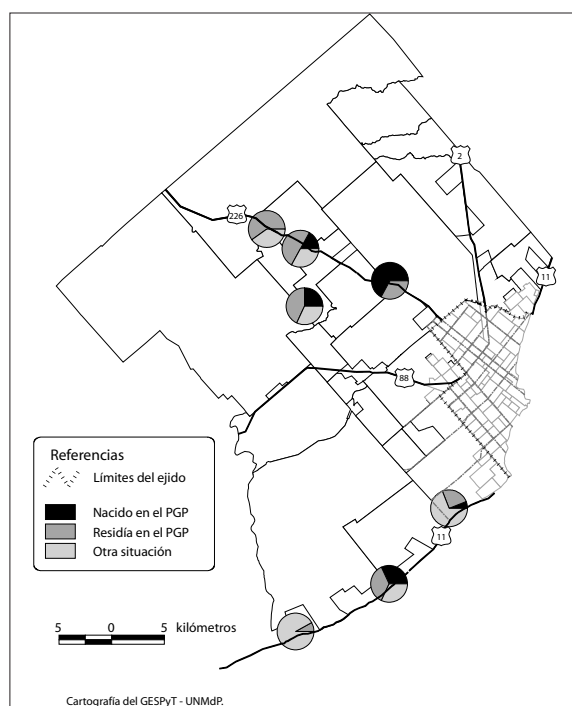 2
226
11
88
Referencias
Límites del ejido
Nacido en el PGP
Residía en el PGP
Otra situación
11
5 0 5 kilómetros
Cartografía del GESPyT - UNMdP.